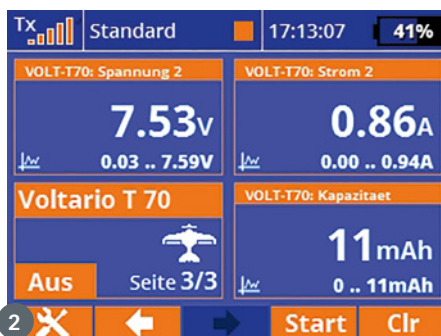 Tx Standard 17:13:07 41%
VOLT-T70: Spannung 2
7.53V
0.03 .. 7.59V
VOLT-T70: Strom 2
0.86A
0.00 .. 0.94A
Voltario T 70
Aus Seite 3/3
VOLT-T70: Kapazitaet
11mAh
0 .. 11mAh
2 Start Clr